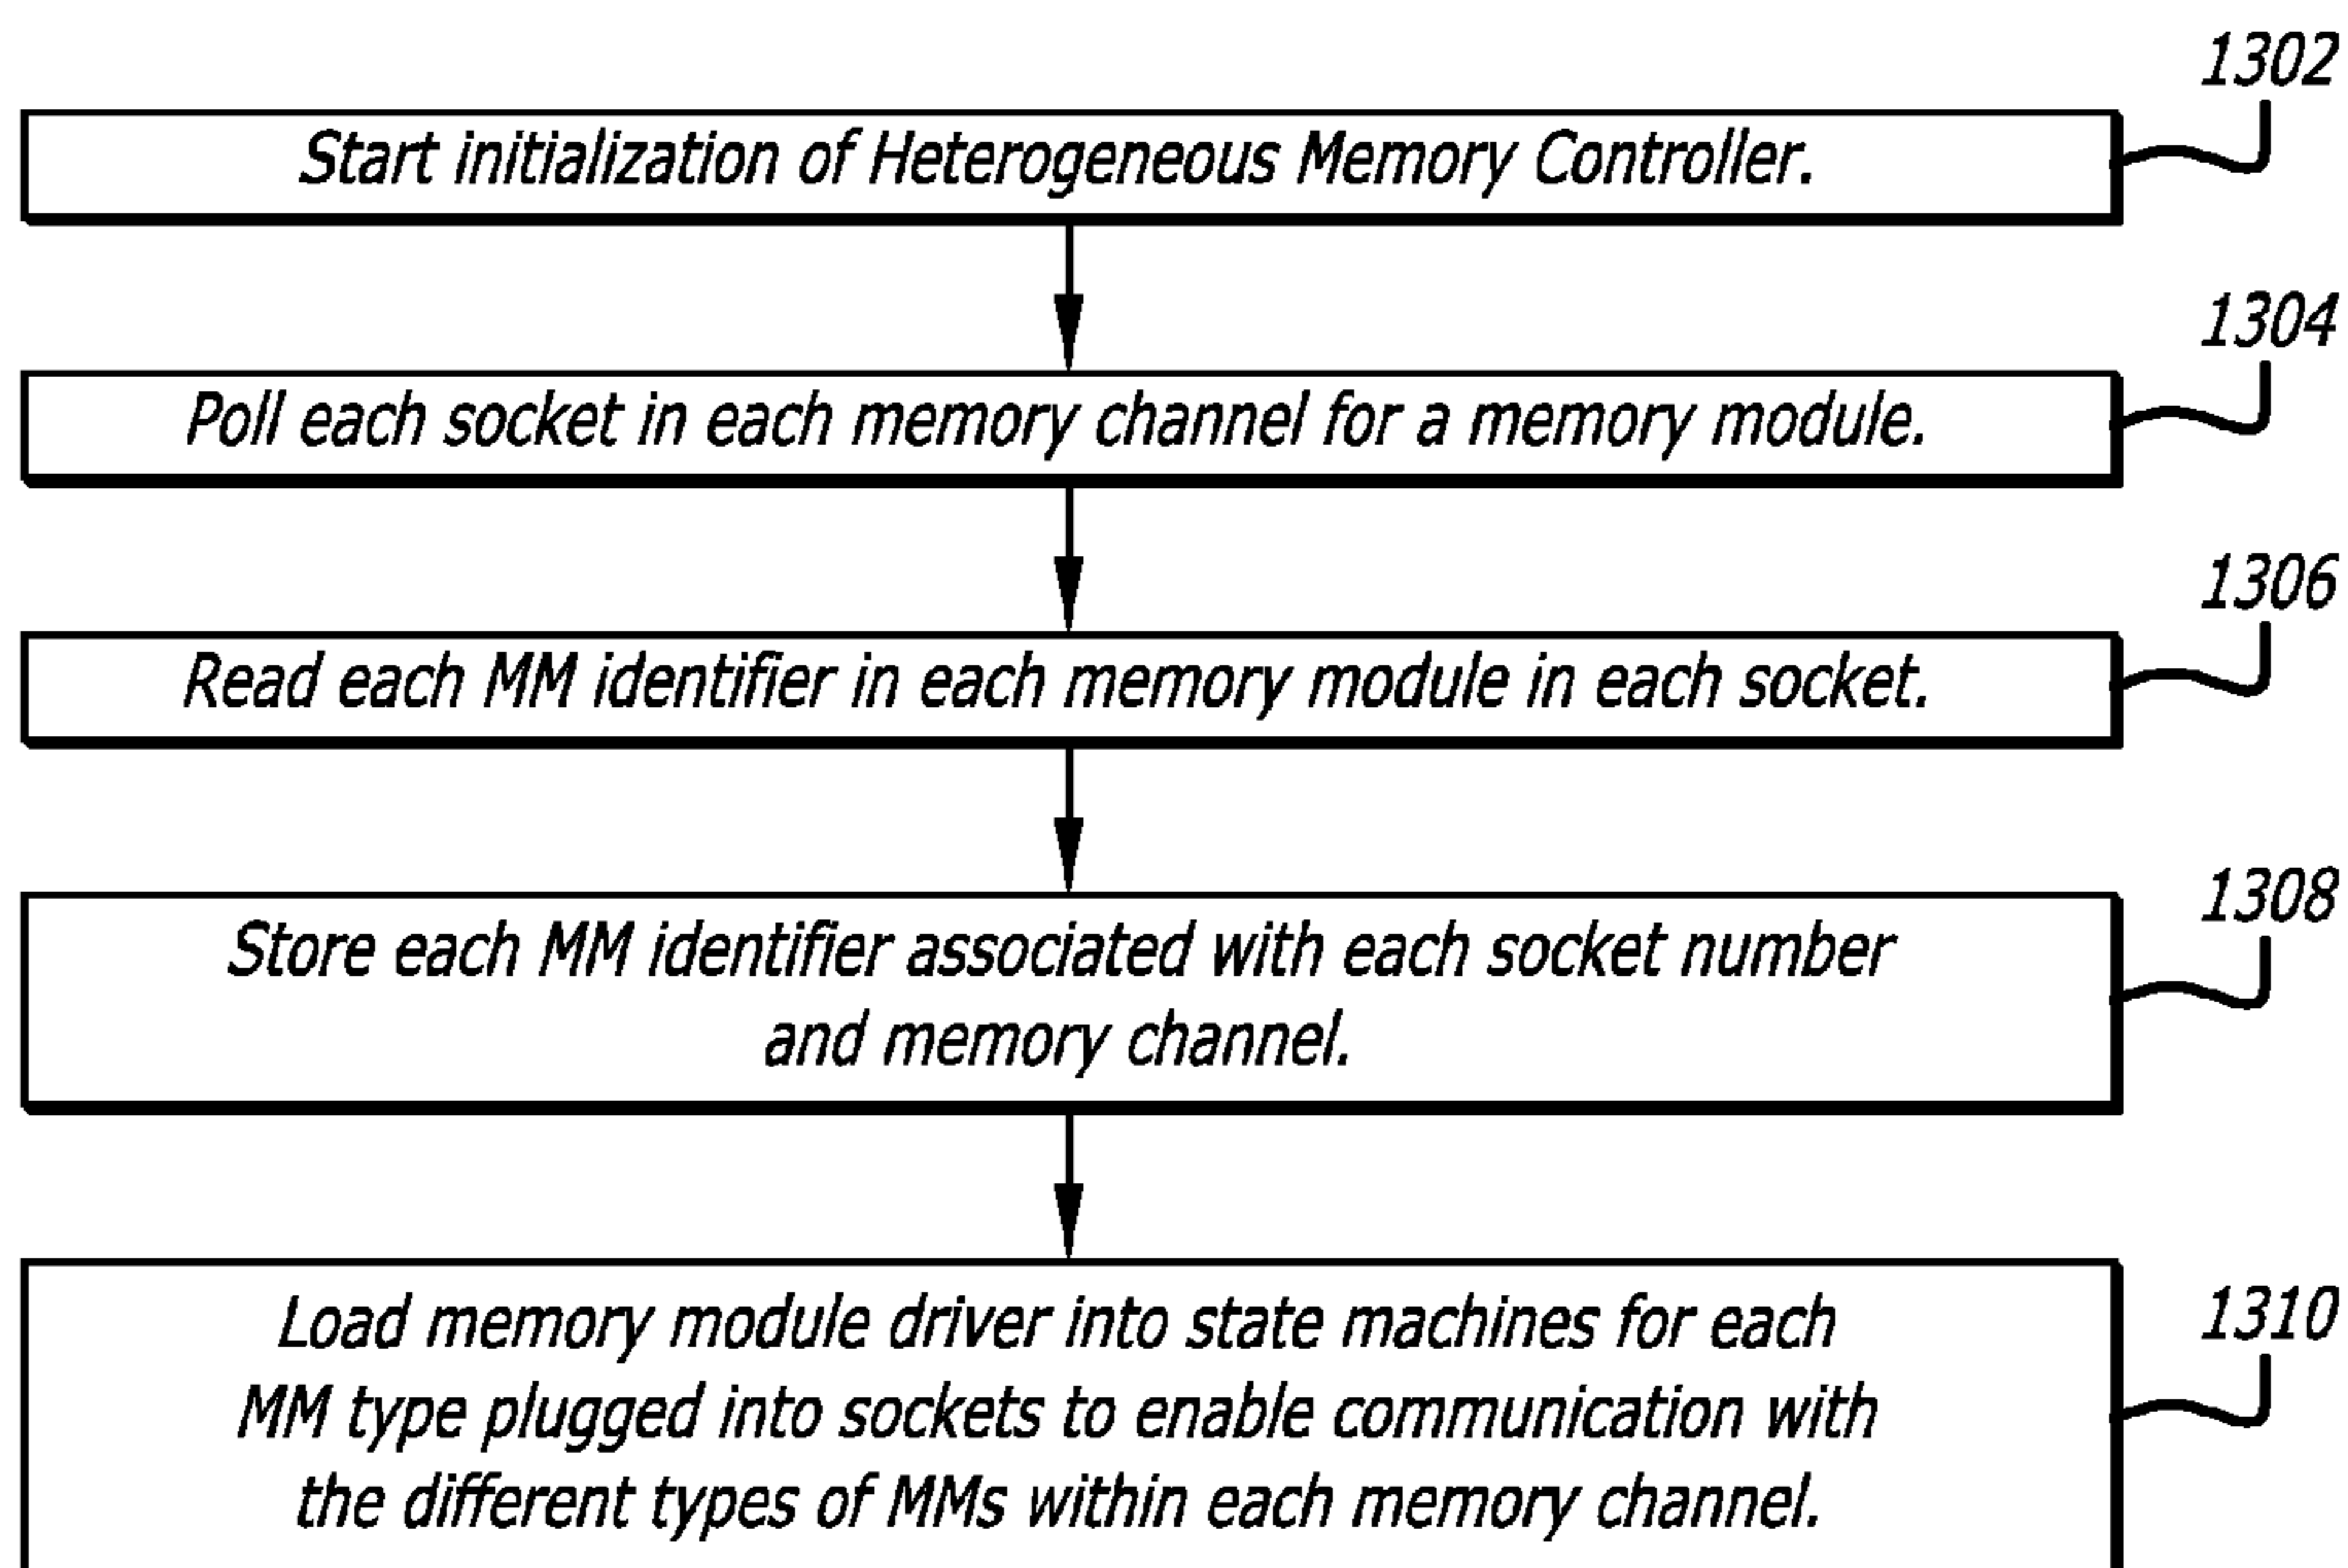 1302
Start initialization of Heterogeneous Memory Controller.
1304
Poll each socket in each memory channel for a memory module.
1306
Read each MM identifier in each memory module in each socket.
1308
Store each MM identifier associated with each socket number
and memory channel.
1310
Load memory module driver into state machines for each
MM type plugged into sockets to enable communication with
the different types of MMs within each memory channel.